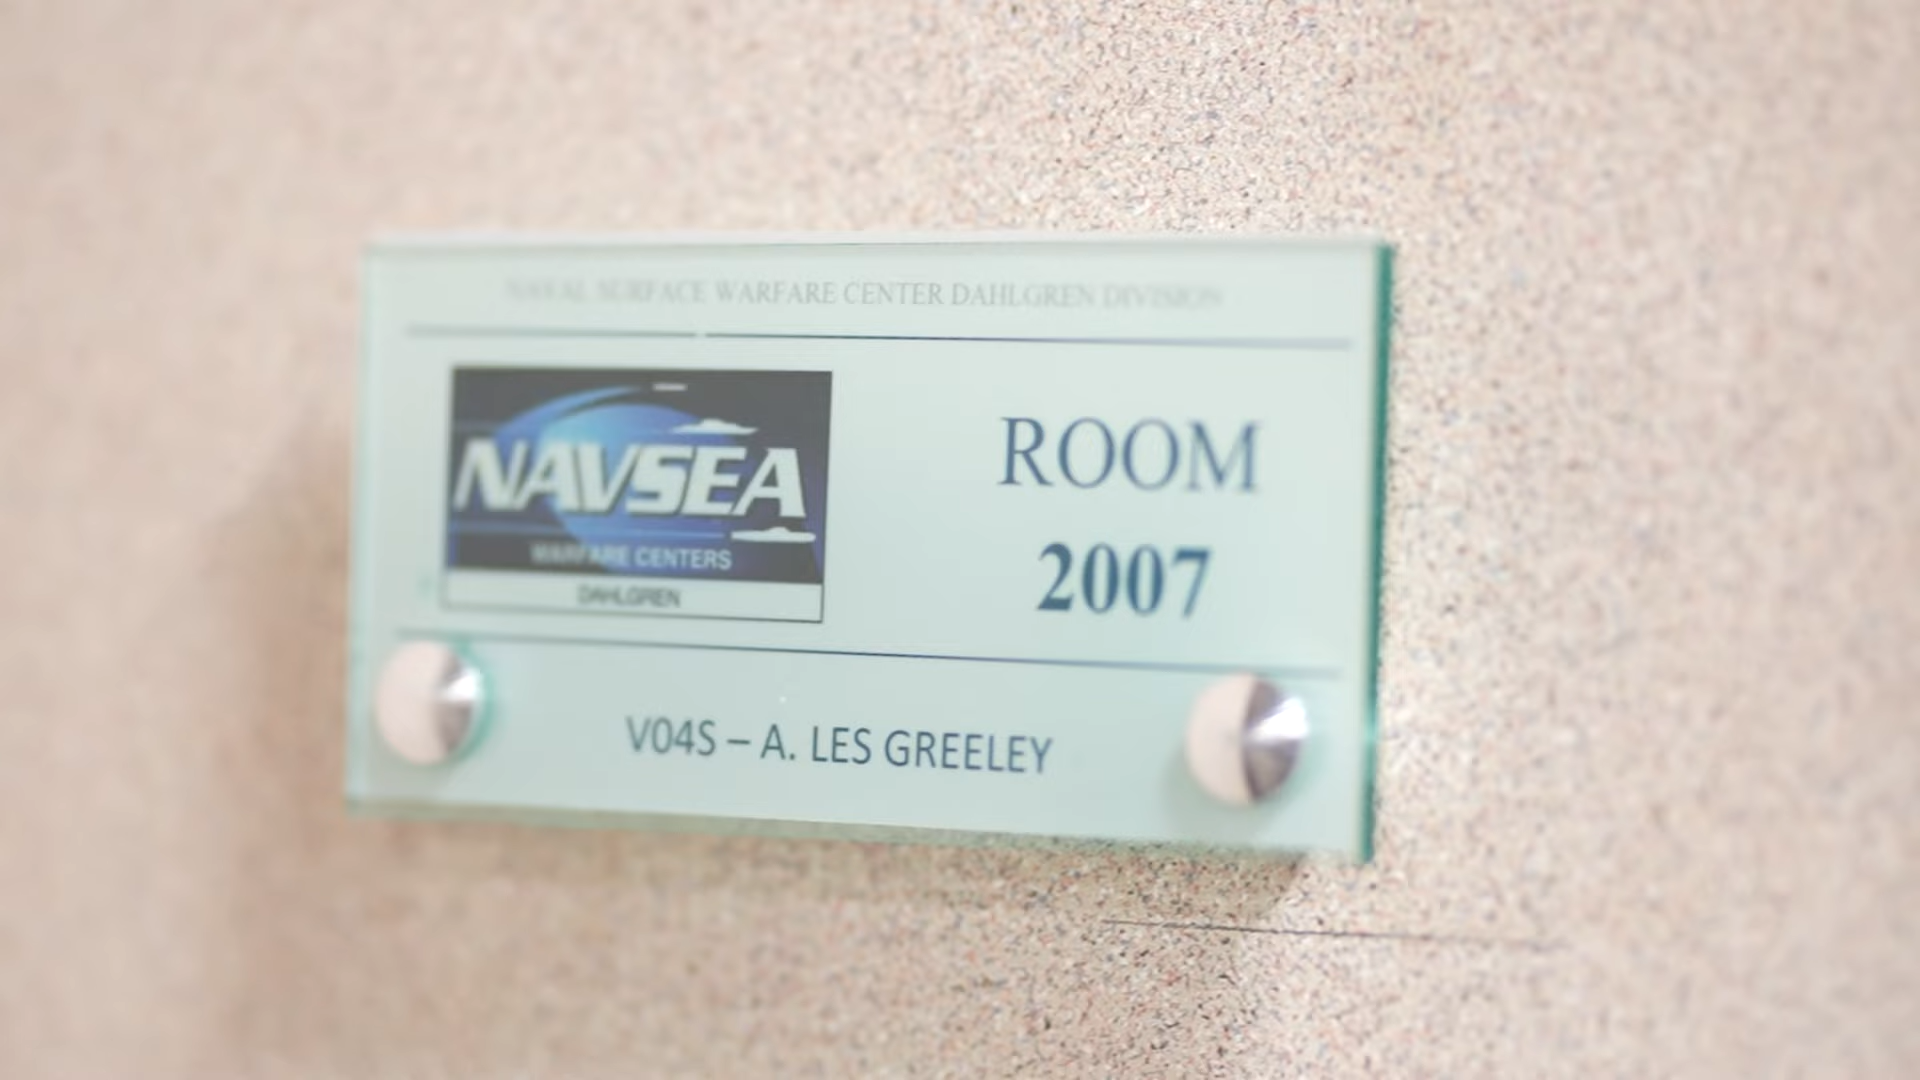 NAVAL SURFACE WARFARE CENTER DAHLGREN DIVISION
NAVSEA
WARFARE CENTERS
DAHLGREN
ROOM
2007
V04S – A. LES GREELEY